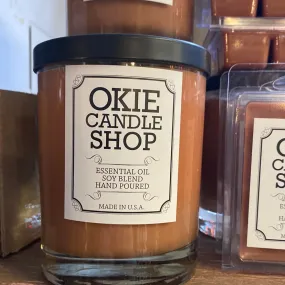 OKIE
CANDLE
SHOP
ESSENTIAL OIL
SOY BLEND
HAND POURED
MADE IN U.S.A.